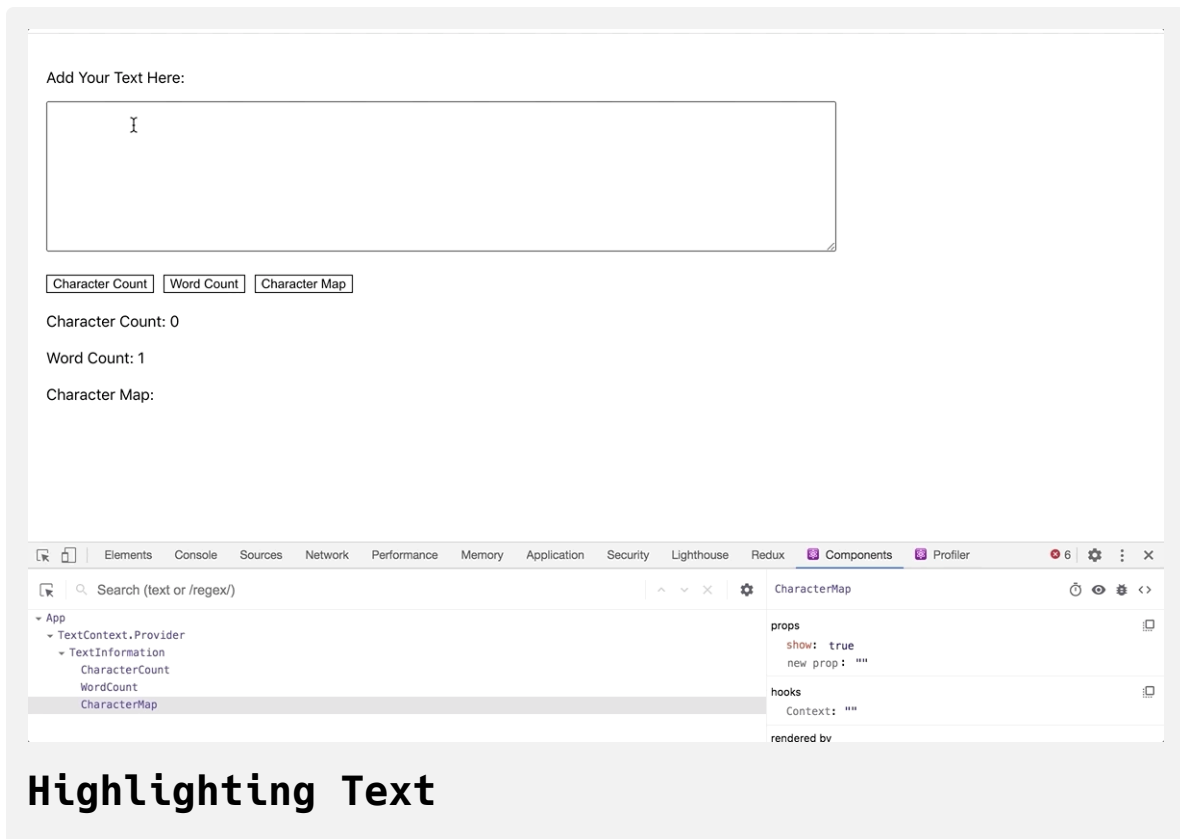 Add Your Text Here:
Character Count Word Count Character Map
Character Count: 0
Word Count: 1
Character Map:
Elements Console Sources Network Performance Memory Application Security Lighthouse Redux Components Profiler 6
Search (text or /regex/)
CharacterMap
App
TextContext.Provider
TextInformation
CharacterCount
WordCount
CharacterMap
props
show: true
new prop: ""
hooks
Context: ""
rendered by
Highlighting Text